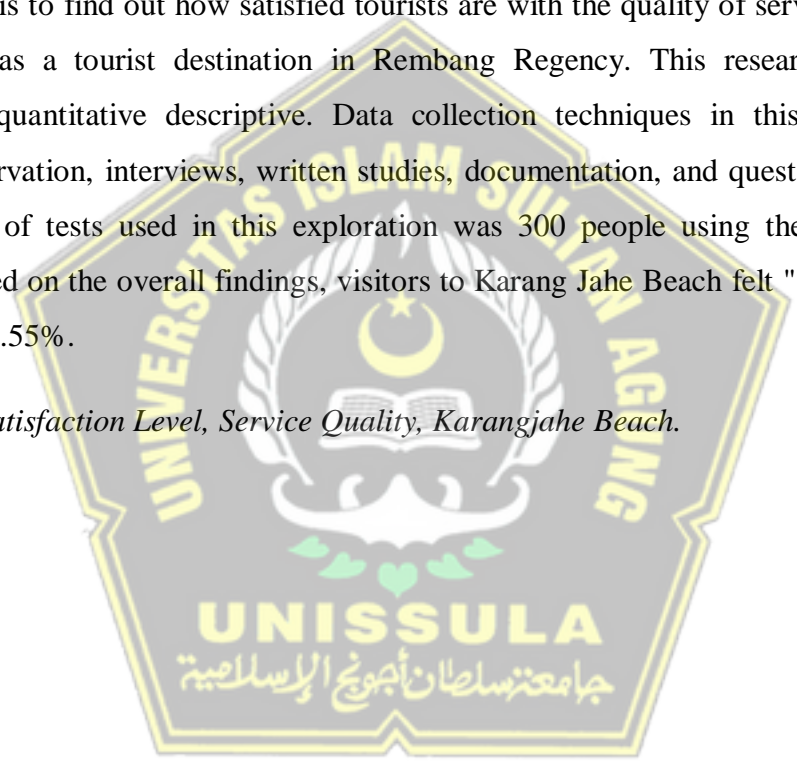 is to find out how satisfied tourists are with the quality of serv
as a tourist destination in Rembang Regency. This resear
quantitative descriptive. Data collection techniques in this
rvation, interviews, written studies, documentation, and quest
of tests used in this exploration was 300 people using the
ed on the overall findings, visitors to Karang Jahe Beach felt "
.55%.
atisfaction Level, Service Quality, Karangjahe Beach.
UNIVERSITAS ISLAM SULTAN AGUNG
UNISSULA
جامعة سلطان أجونج الإسلامية